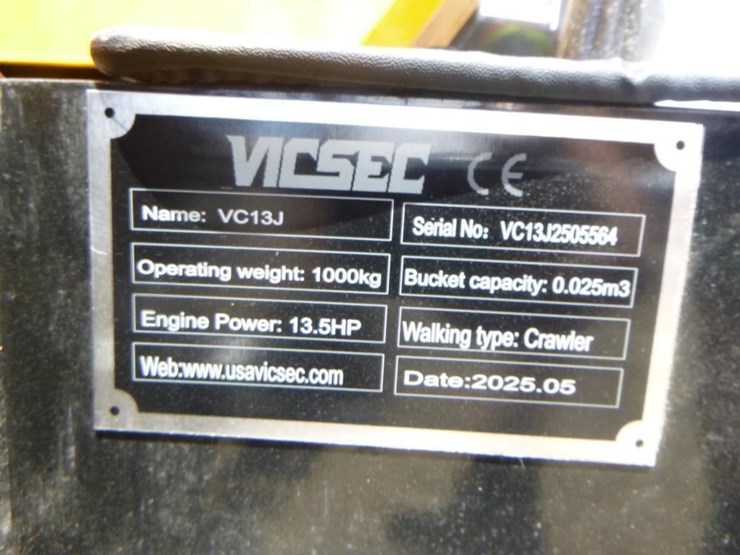 VICSEC CE
Name: VC13J
Serial No: VC13J2505564
Operating weight: 1000kg
Bucket capacity: 0.025m3
Engine Power: 13.5HP
Walking type: Crawler
Web:www.usavicsec.com
Date:2025.05